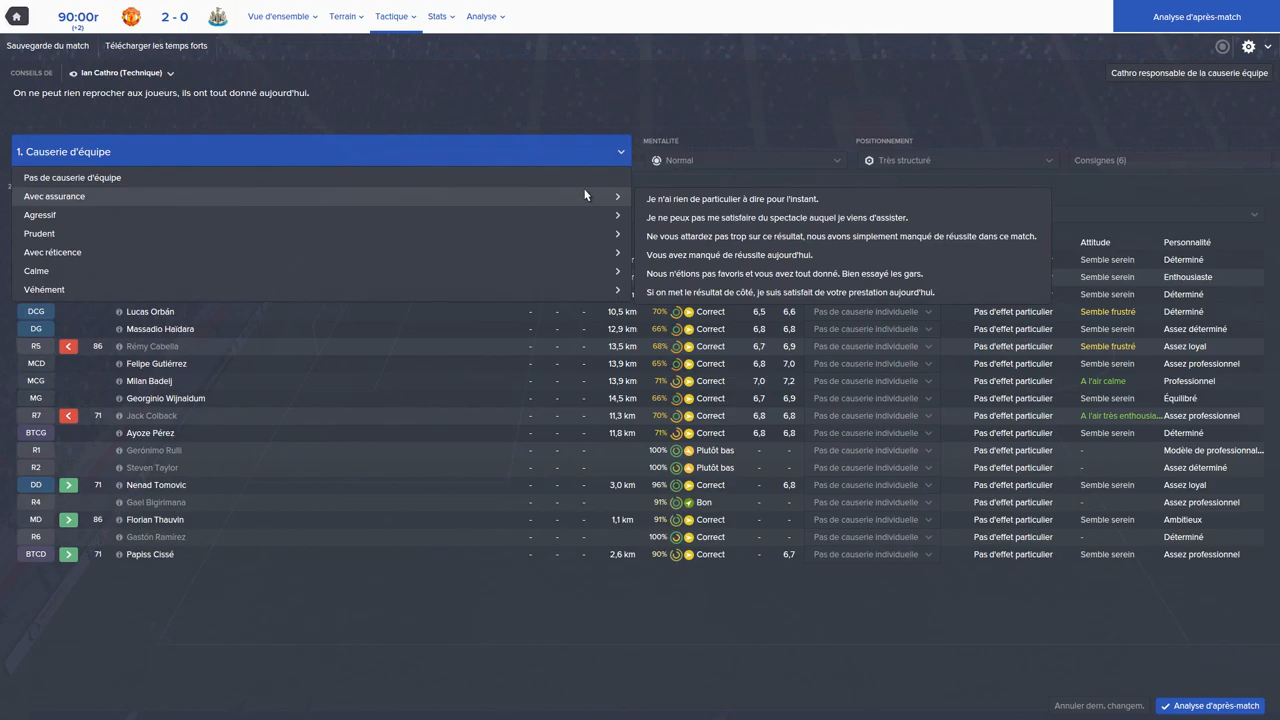 90:00r
(+2)
2 - 0
Vue d'ensemble
Terrain
Tactique
Stats
Analyse
Analyse d'après-match
Sauvegarde du match
Télécharger les temps forts
CONSEILS DE
Ian Cathro (Technique)
Cathro responsable de la causerie équipe
On ne peut rien reprocher aux joueurs, ils ont tout donné aujourd'hui.
1. Causerie d'équipe
MENTALITE
POSITIONNEMENT
Normal
Très structuré
Consignes (6)
Pas de causerie d'équipe
Avec assurance
Agressif
Prudent
Avec réticence
Calme
Véhément
Je n'ai rien de particulier à dire pour l'instant.
Je ne peux pas me satisfaire du spectacle auquel je viens d'assister.
Ne vous attardez pas trop sur ce résultat, nous avons simplement manqué de réussite dans ce match.
Vous avez manqué de réussite aujourd'hui.
Nous n'étions pas favoris et vous avez tout donné. Bien essayé les gars.
Si on met le résultat de côté, je suis satisfait de votre prestation aujourd'hui.
Attitude Personnalité
Semble serein Déterminé
Semble serein Enthousiaste
Semble serein Déterminé
DCG Lucas Orbán - - - 10,5 km 70% Correct 6,5 6,6 Pas de causerie individuelle Pas d'effet particulier Semble frustré Déterminé
DG Massadio Haïdara - - - 12,9 km 66% Correct 6,8 6,8 Pas de causerie individuelle Pas d'effet particulier Semble serein Assez déterminé
R5 86 Rémy Cabella - - - 13,5 km 68% Correct 6,7 6,9 Pas de causerie individuelle Pas d'effet particulier Semble frustré Assez loyal
MCD Felipe Gutiérrez - - - 13,9 km 65% Correct 6,8 7,0 Pas de causerie individuelle Pas d'effet particulier Semble serein Assez professionnel
MCG Milan Badelj - - - 13,9 km 71% Correct 7,0 7,2 Pas de causerie individuelle Pas d'effet particulier A l'air calme Professionnel
MG Georginio Wijnaldum - - - 14,5 km 66% Correct 6,7 6,9 Pas de causerie individuelle Pas d'effet particulier Semble serein Équilibré
R7 71 Jack Colback - - - 11,3 km 70% Correct 6,8 6,8 Pas de causerie individuelle Pas d'effet particulier A l'air très enthousia... Assez professionnel
BTCG Ayoze Pérez - - - 11,8 km 71% Correct 6,8 6,8 Pas de causerie individuelle Pas d'effet particulier Semble serein Déterminé
R1 Gerónimo Rulli - - - 100% Plutôt bas - - Pas de causerie individuelle Pas d'effet particulier - Modèle de professionnal...
R2 Steven Taylor - - - 100% Plutôt bas - - Pas de causerie individuelle Pas d'effet particulier - Assez déterminé
DD 71 Nenad Tomovic - - - 3,0 km 96% Correct - 6,8 Pas de causerie individuelle Pas d'effet particulier Semble serein Assez loyal
R4 Gael Bigirimana - - - 91% Bon - - Pas de causerie individuelle Pas d'effet particulier - Assez professionnel
MD 86 Florian Thauvin - - - 1,1 km 91% Correct - - Pas de causerie individuelle Pas d'effet particulier Semble serein Ambitieux
R6 Gastón Ramírez - - - 100% Correct - - Pas de causerie individuelle Pas d'effet particulier - Déterminé
BTCD 71 Papiss Cissé - - - 2,6 km 90% Correct - 6,7 Pas de causerie individuelle Pas d'effet particulier Semble serein Assez professionnel
Annuler dern. changem.
Analyse d'après-match